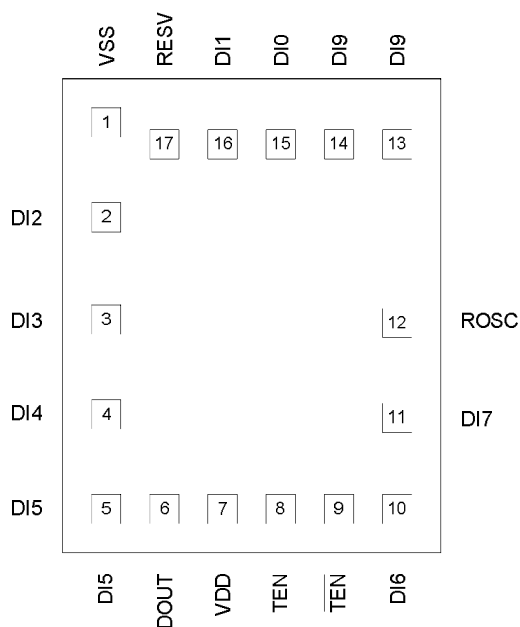 VSS RESV DI1 DI0 DI9 DI9
1
17 16 15 14 13
DI2 2
DI3 3 12 ROSC
DI4 4 11 DI7
DI5 5 6 7 8 9 10
DI5 DOUT VDD TEN T̅E̅N̅ DI6